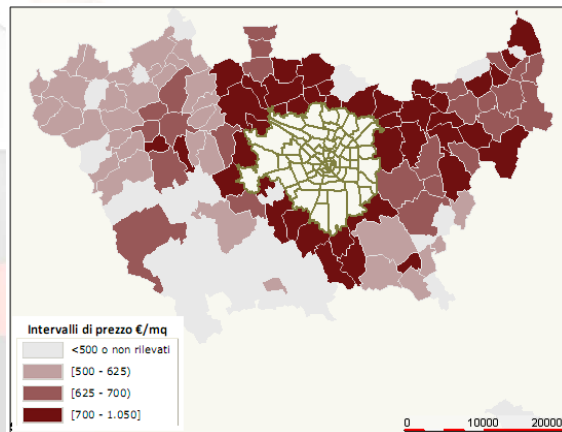 Intervalli di prezzo €/mq
<500 o non rilevati
[500 - 625)
[625 - 700)
[700 - 1.050]
0 10000 20000